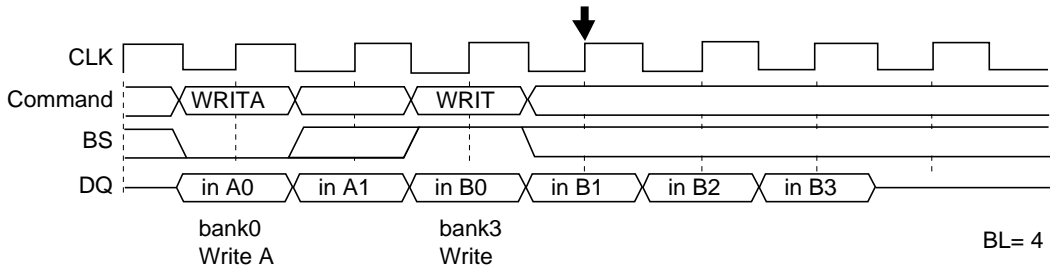 CLK
Command WRITA WRIT
BS
DQ in A0 in A1 in B0 in B1 in B2 in B3
bank0 bank3
Write A Write BL= 4